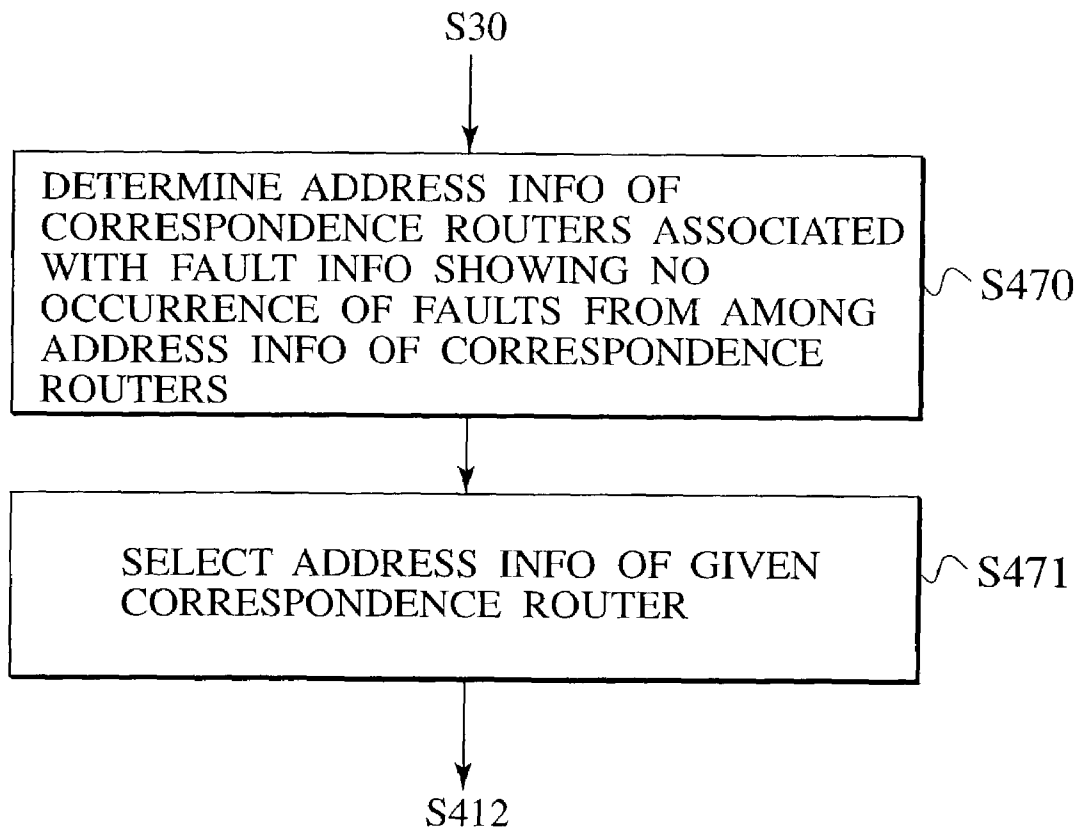 S30
DETERMINE ADDRESS INFO OF
CORRESPONDENCE ROUTERS ASSOCIATED
WITH FAULT INFO SHOWING NO
OCCURRENCE OF FAULTS FROM AMONG
ADDRESS INFO OF CORRESPONDENCE
ROUTERS
S470
SELECT ADDRESS INFO OF GIVEN
CORRESPONDENCE ROUTER
S471
S412